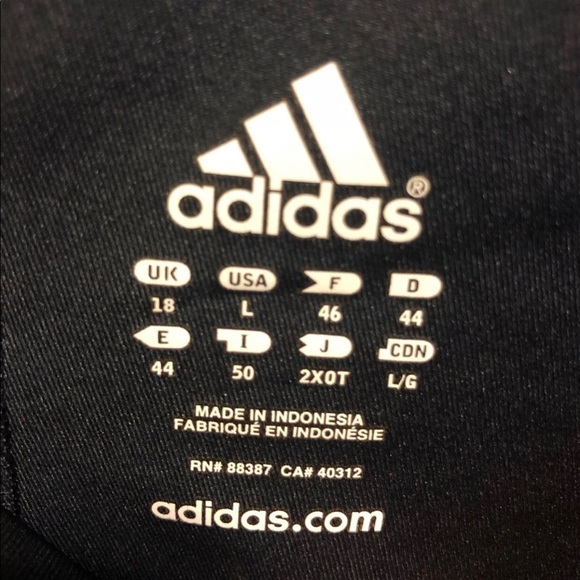 adidas®
UK USA F D
18 L 46 44
E I J CDN
44 50 2XOT L/G
MADE IN INDONESIA
FABRIQUÉ EN INDONÉSIE
RN# 88387 CA# 40312
adidas.com